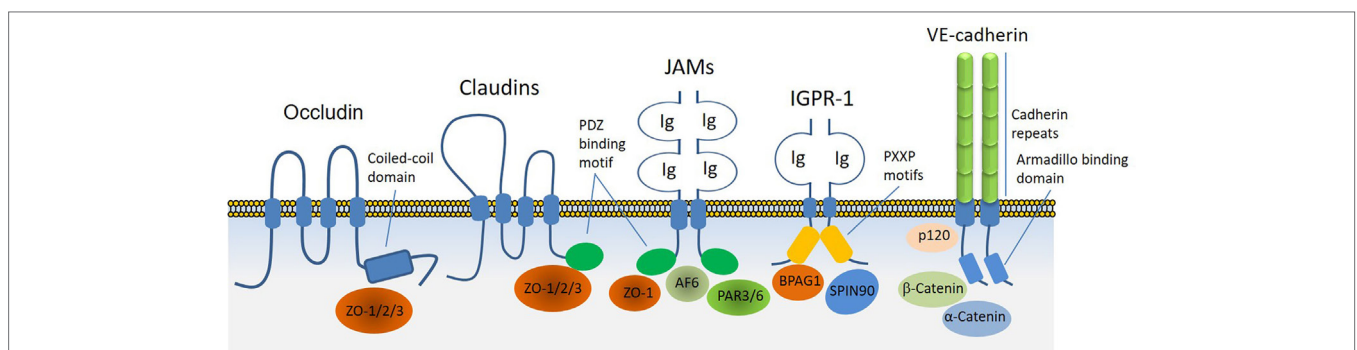 Occludin
Coiled-coil
domain
ZO-1/2/3
Claudins
PDZ
binding
motif
ZO-1/2/3
JAMs
Ig
Ig
Ig
Ig
ZO-1
AF6
PAR3/6
IGPR-1
Ig
Ig
PXXP
motifs
BPAG1
SPIN90
VE-cadherin
Cadherin
repeats
Armadillo binding
domain
p120
β-Catenin
α-Catenin